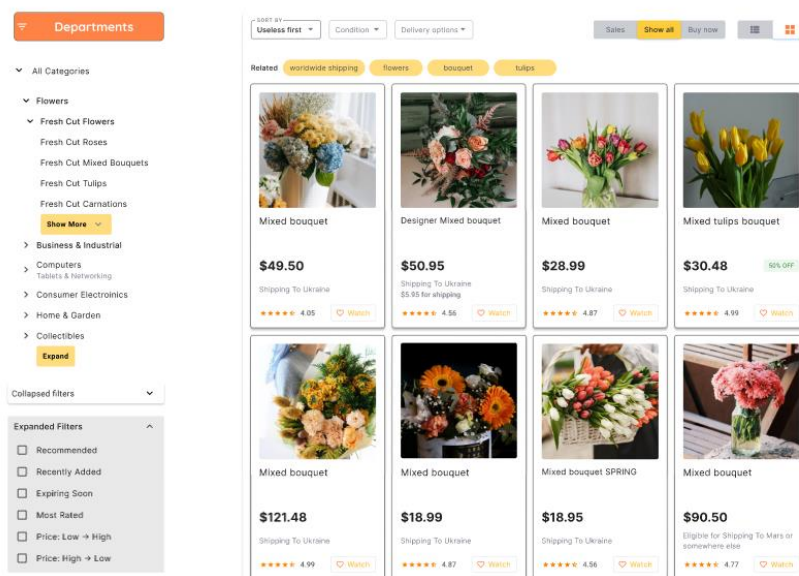 Departments
All Categories
Flowers
Fresh Cut Flowers
Fresh Cut Roses
Fresh Cut Mixed Bouquets
Fresh Cut Tulips
Fresh Cut Carnations
Show More
Business & Industrial
Computers
Tablets & Networking
Consumer Electroinics
Home & Garden
Collectibles
Expand
Collapsed filters
Expanded Filters
Recommended
Recently Added
Expiring Soon
Most Rated
Price: Low → High
Price: High → Low
SORT BY
Useless first
Condition
Delivery options
Sales
Show all
Buy now
Related
worldwide shipping
flowers
bouquet
tulips
Mixed bouquet
$49.50
Shipping To Ukraine
4.05
Watch
Designer Mixed bouquet
$50.95
Shipping To Ukraine
$5.95 for shipping
4.56
Watch
Mixed bouquet
$28.99
Shipping To Ukraine
4.87
Watch
Mixed tulips bouquet
$30.48
50% OFF
Shipping To Ukraine
4.99
Watch
Mixed bouquet
$121.48
Shipping To Ukraine
4.99
Watch
Mixed bouquet
$18.99
Shipping To Ukraine
4.87
Watch
Mixed bouquet SPRING
$18.95
Shipping To Ukraine
4.56
Watch
Mixed bouquet
$90.50
Eligible for Shipping To Mars or
somewhere else
4.77
Watch